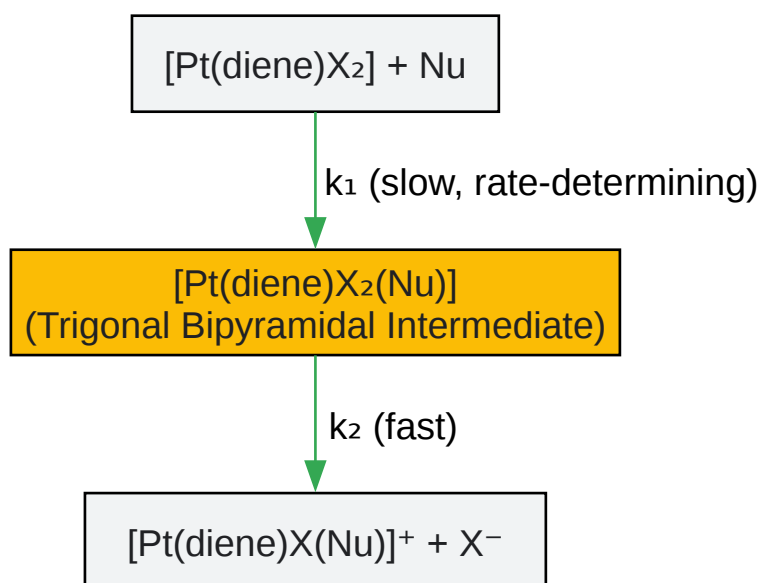 [Pt(diene)X₂] + Nu
k₁ (slow, rate-determining)
[Pt(diene)X₂(Nu)]
(Trigonal Bipyramidal Intermediate)
k₂ (fast)
[Pt(diene)X(Nu)]⁺ + X⁻